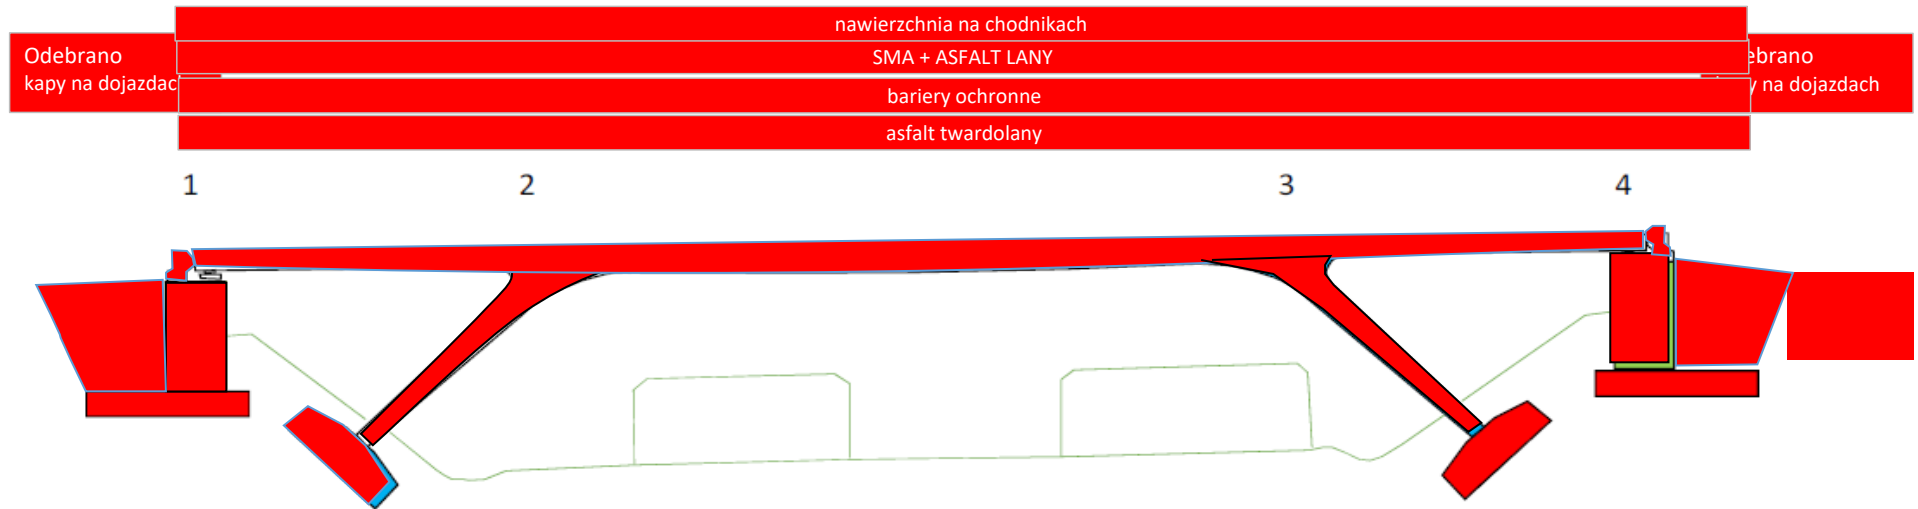 nawierzchnia na chodnikach
Odebrano
SMA + ASFALT LANY
ebrano
kapy na dojazdac
bariery ochronne
y na dojazdach
asfalt twardolany
1 2 3 4